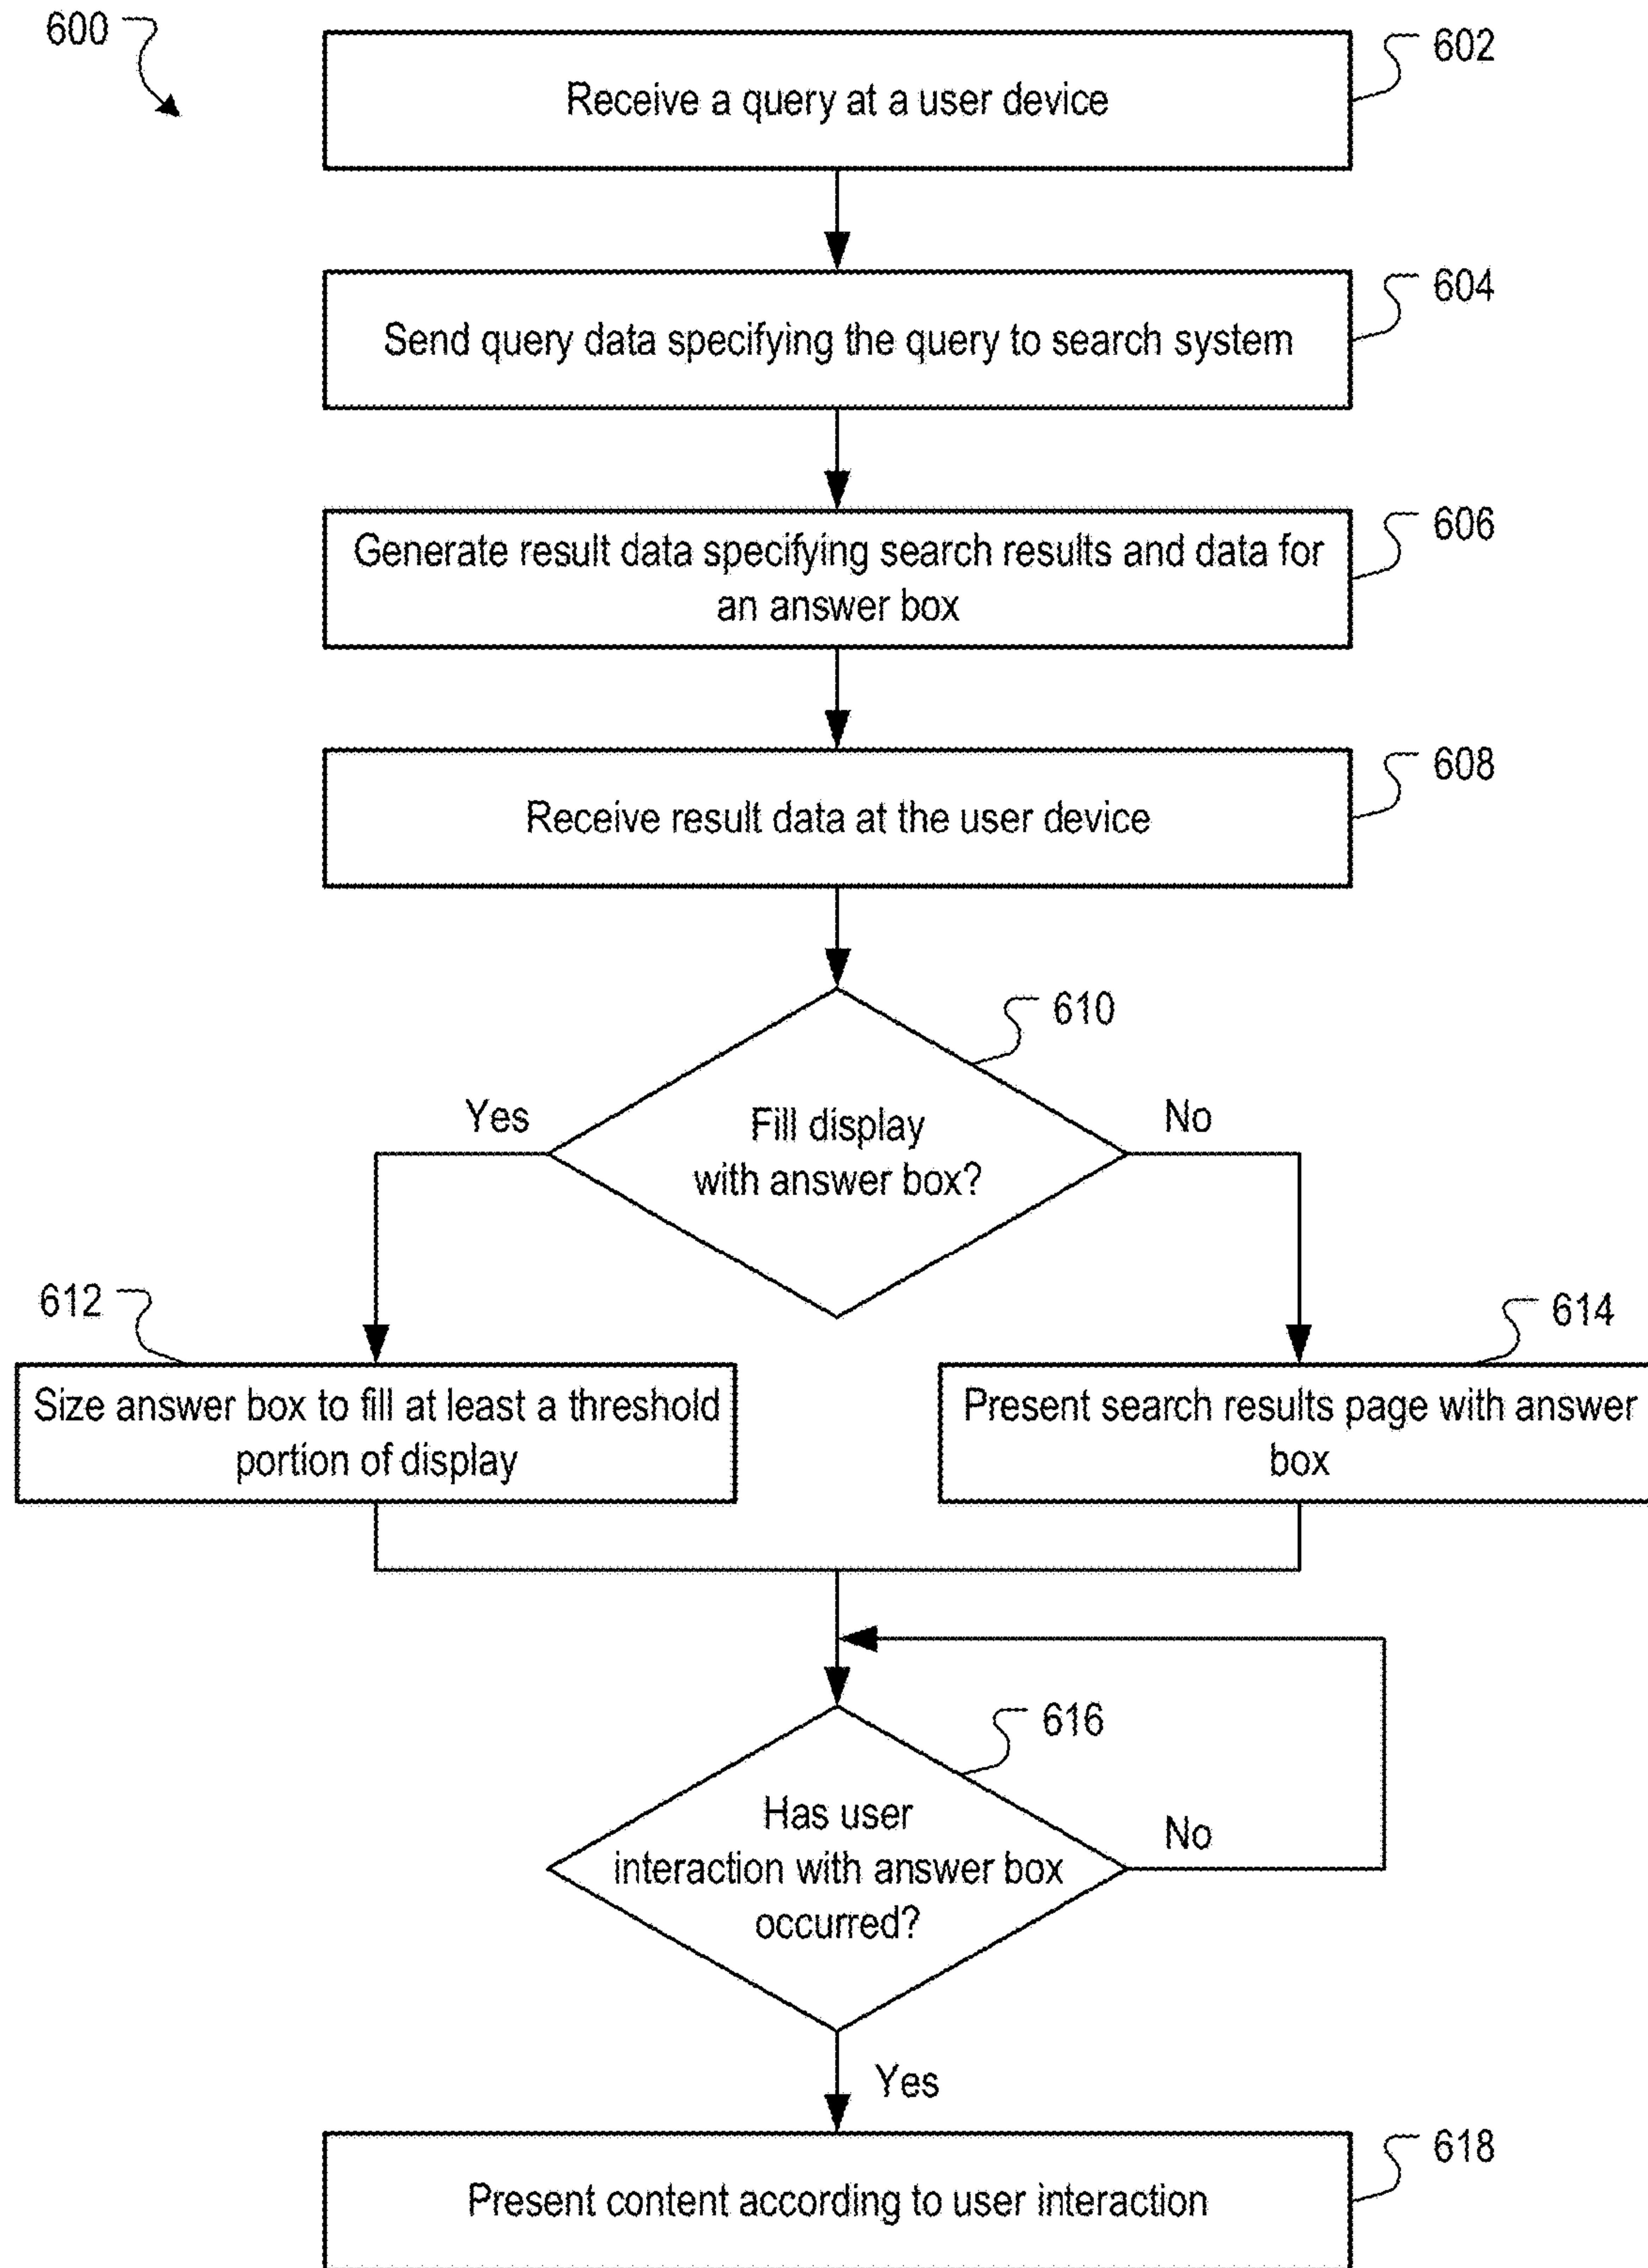 600
602
Receive a query at a user device
604
Send query data specifying the query to search system
606
Generate result data specifying search results and data for
an answer box
608
Receive result data at the user device
610
Fill display
with answer box?
Yes
No
612
Size answer box to fill at least a threshold
portion of display
614
Present search results page with answer
box
616
Has user
interaction with answer box
occurred?
No
Yes
618
Present content according to user interaction